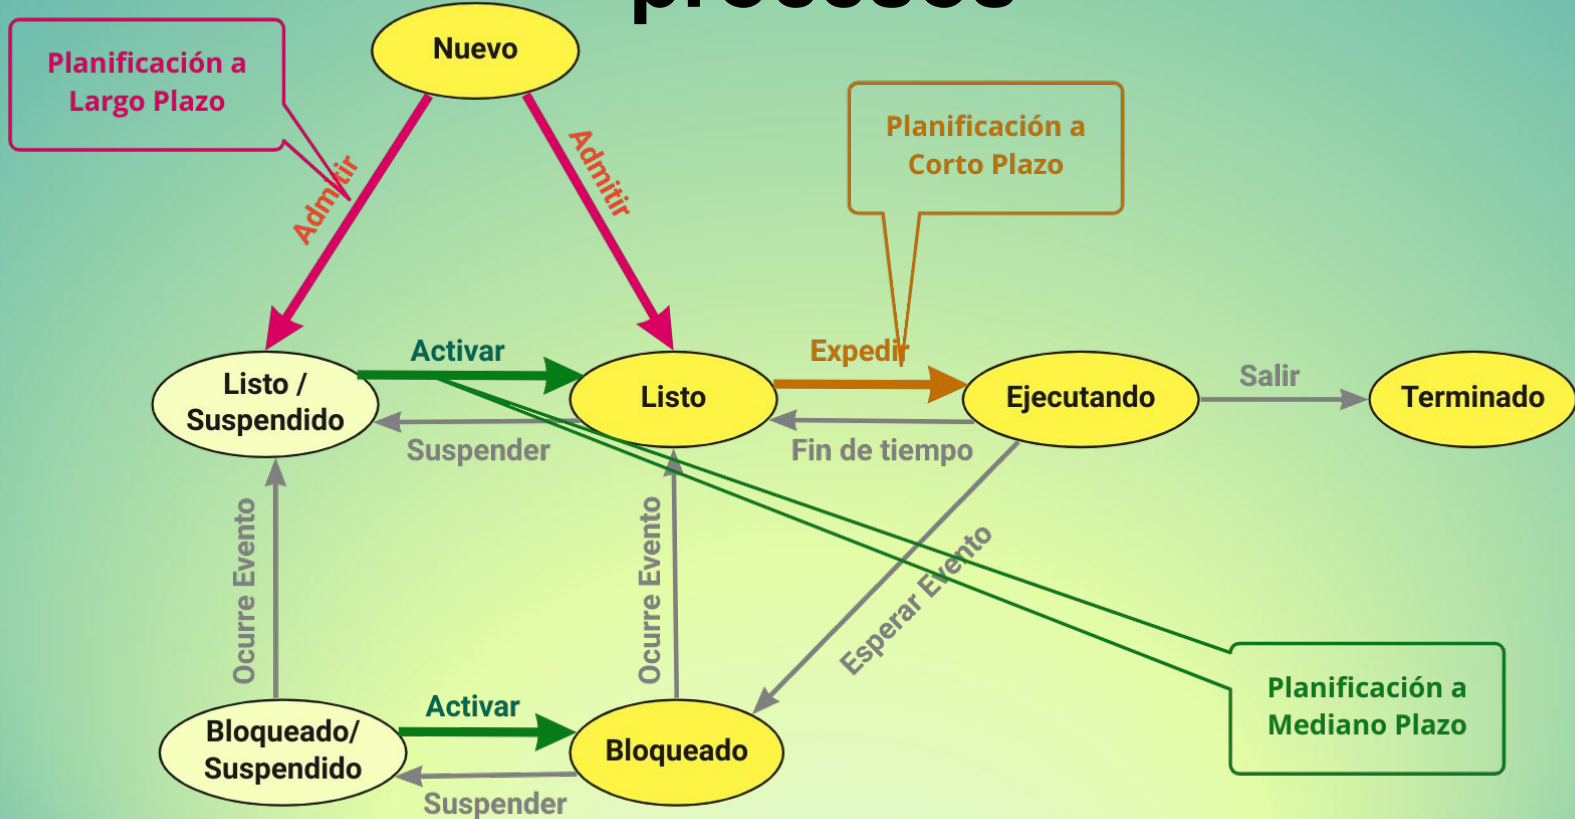 procesos
Nuevo
Planificación a
Largo Plazo
Planificación a
Corto Plazo
Admitir
Admitir
Activar
Expedir
Salir
Listo /
Suspendido
Listo
Ejecutando
Terminado
Suspender
Fin de tiempo
Ocurre Evento
Ocurre Evento
Esperar Evento
Planificación a
Mediano Plazo
Activar
Bloqueado/
Suspendido
Bloqueado
Suspender